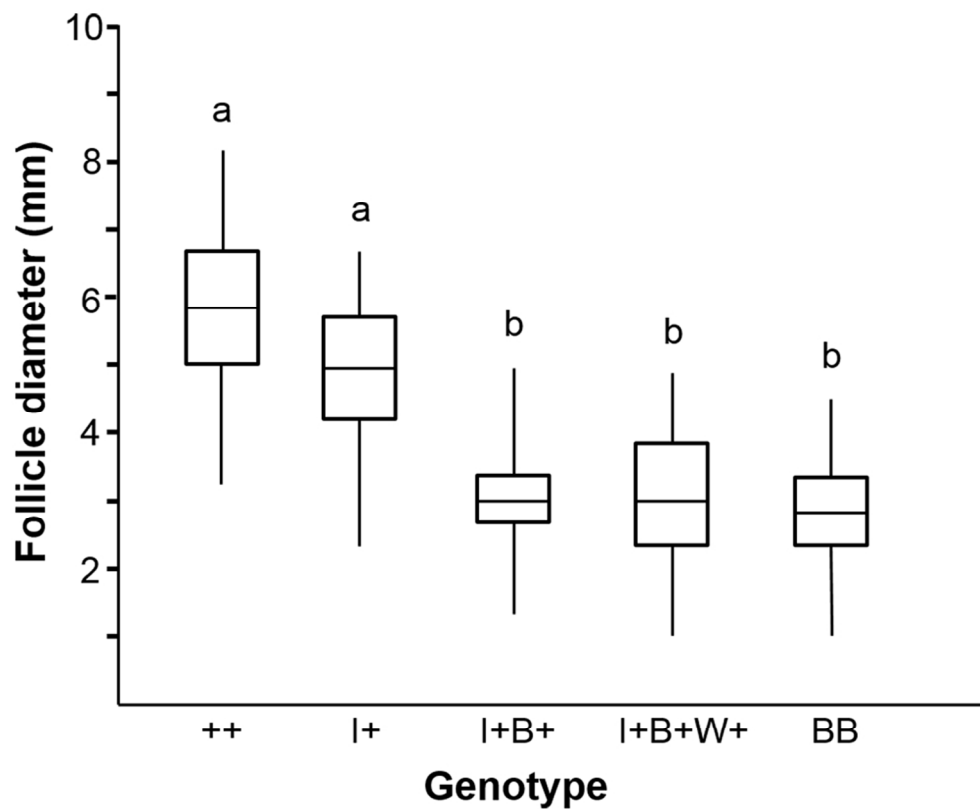 10
8
6
4
2
Follicle diameter (mm)
a
a
b
b
b
++
I+
I+B+
I+B+W+
BB
Genotype